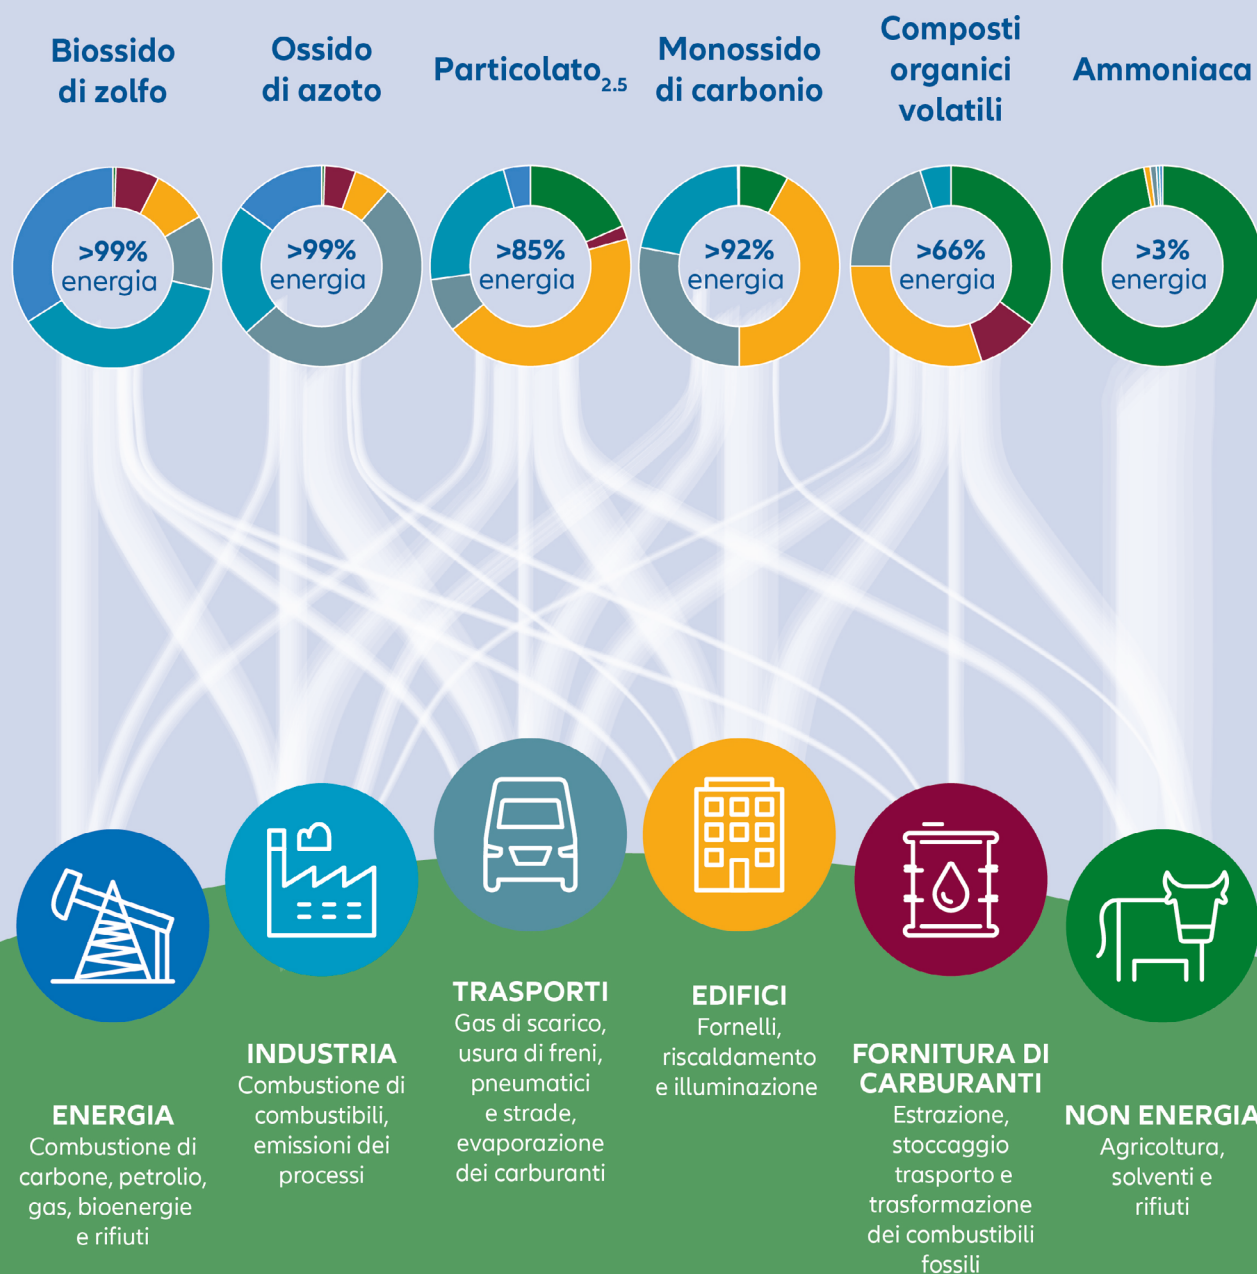 Biossido
di zolfo
Ossido
di azoto
Particolato2.5
Monossido
di carbonio
Composti
organici
volatili
Ammoniaca
>99%
energia
>99%
energia
>85%
energia
>92%
energia
>66%
energia
>3%
energia
ENERGIA
Combustione di
carbone, petrolio,
gas, bioenergie
e rifiuti
INDUSTRIA
Combustione di
combustibili,
emissioni dei
processi
TRASPORTI
Gas di scarico,
usura di freni,
pneumatici
e strade,
evaporazione
dei carburanti
EDIFICI
Fornelli,
riscaldamento
e illuminazione
FORNITURA DI
CARBURANTI
Estrazione,
stoccaggio
trasporto e
trasformazione
dei combustibili
fossili
NON ENERGIA
Agricoltura,
solventi e
rifiuti